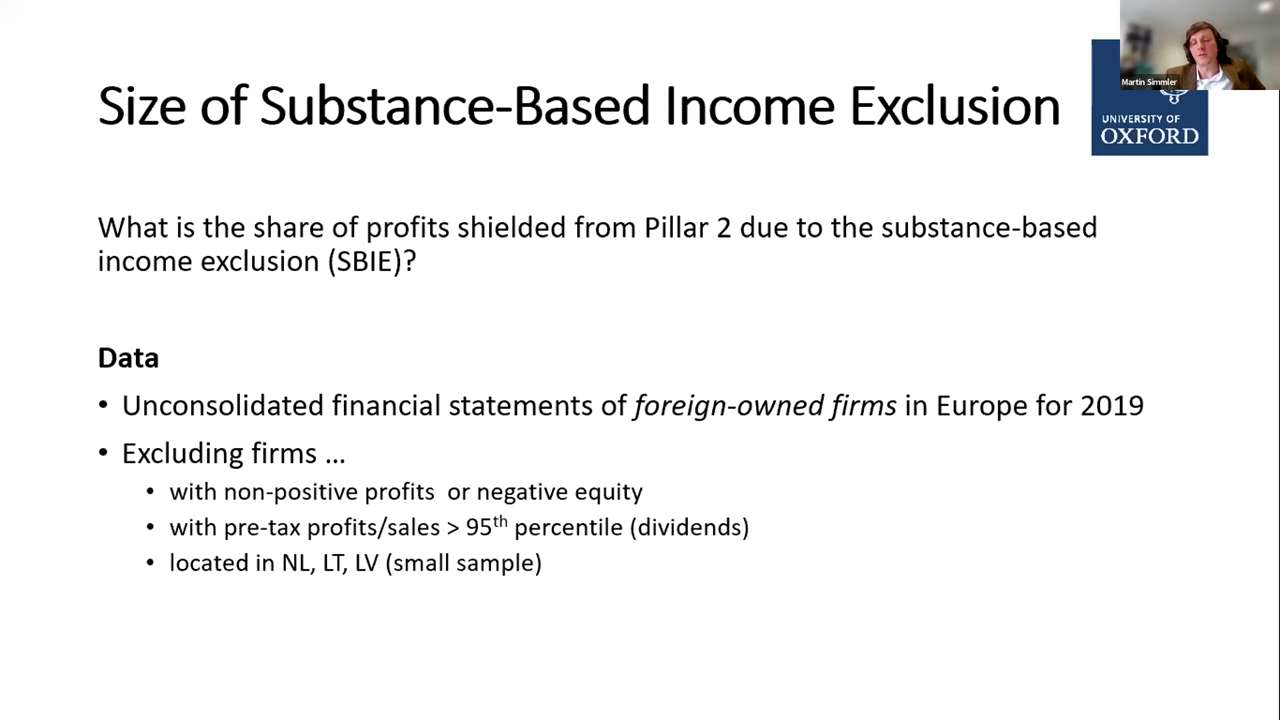 Martin Simmler
Size of Substance-Based Income Exclusion
UNIVERSITY OF
OXFORD
What is the share of profits shielded from Pillar 2 due to the substance-based
income exclusion (SBIE)?
Data
• Unconsolidated financial statements of foreign-owned firms in Europe for 2019
• Excluding firms ...
• with non-positive profits or negative equity
• with pre-tax profits/sales > 95th percentile (dividends)
• located in NL, LT, LV (small sample)